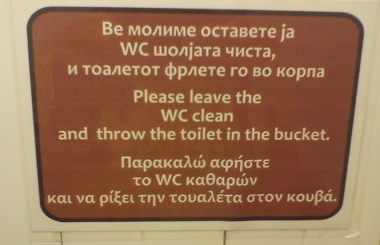 Ве молиме оставете ја
WC шолјата чиста,
и тоалетот фрлете го во корпа
Please leave the
WC clean
and throw the toilet in the bucket.
Παρακαλώ αφήστε
το WC καθαρών
και να ρίξει την τουαλέτα στον κουβά.